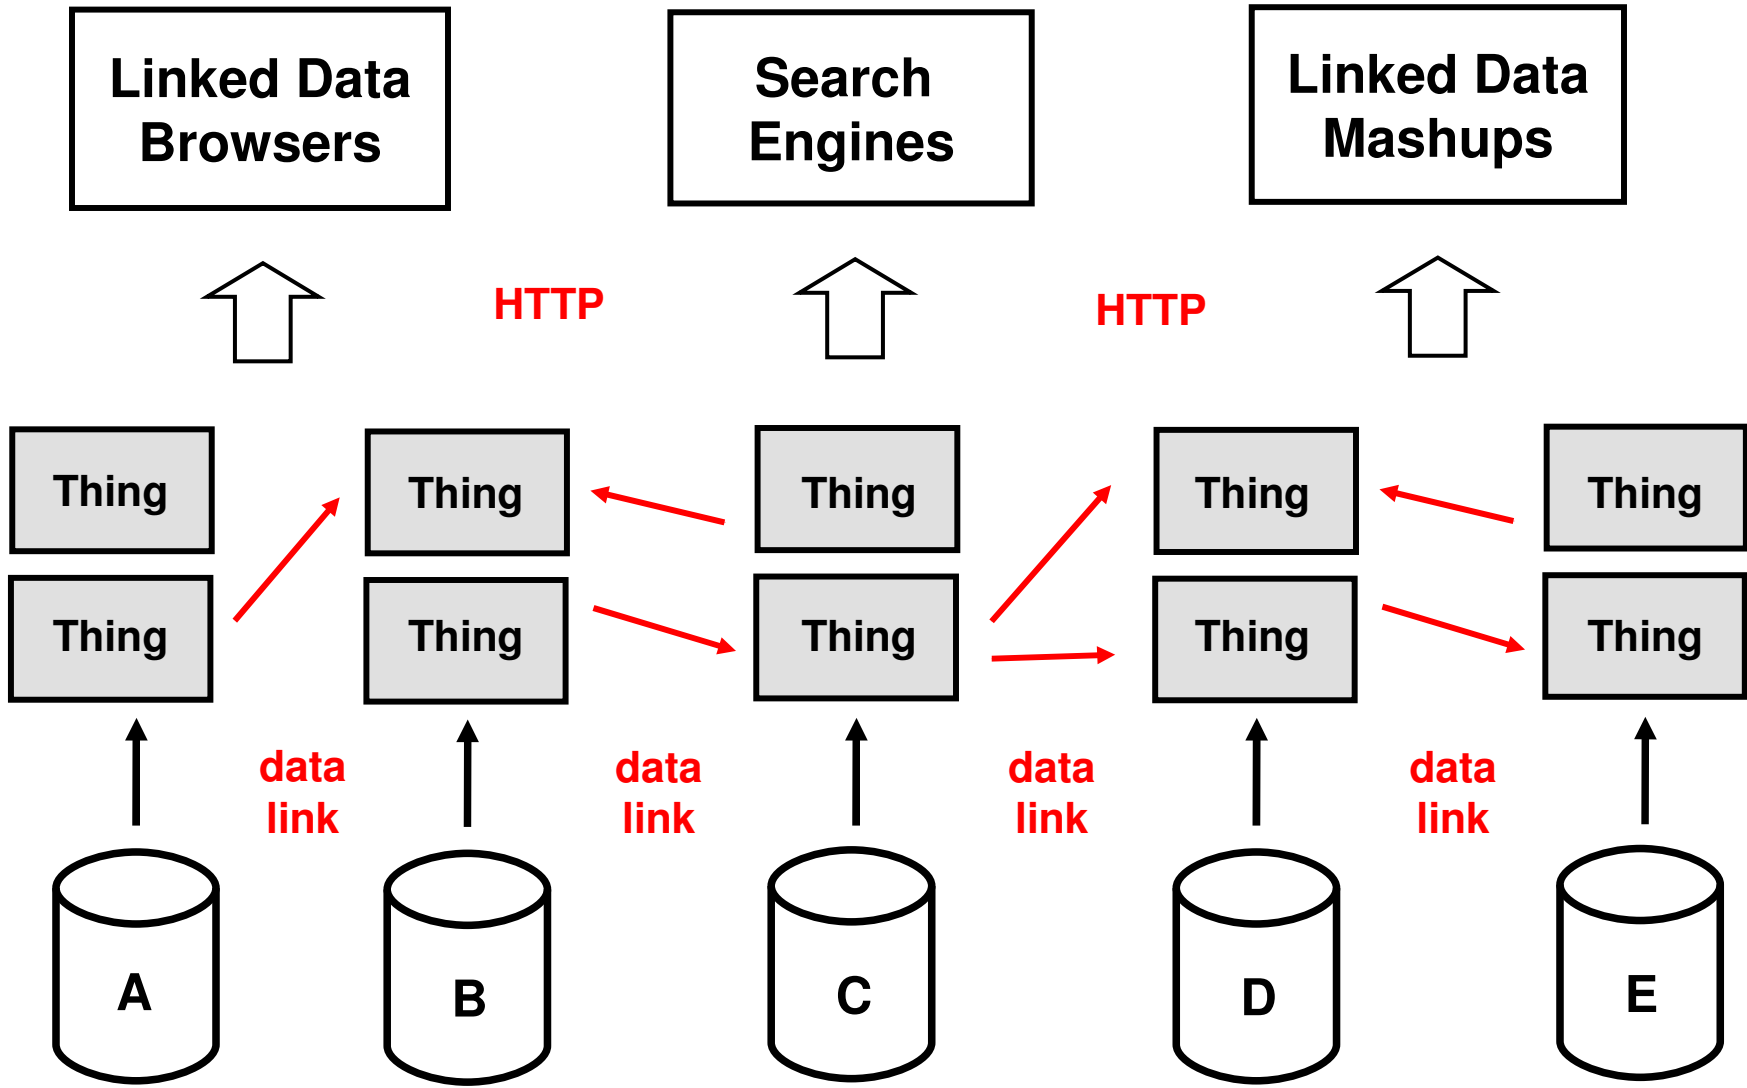 Linked Data
Browsers
Search
Engines
Linked Data
Mashups
HTTP
HTTP
Thing
Thing
Thing
Thing
Thing
Thing
Thing
Thing
Thing
Thing
data
link
data
link
data
link
data
link
A
B
C
D
E